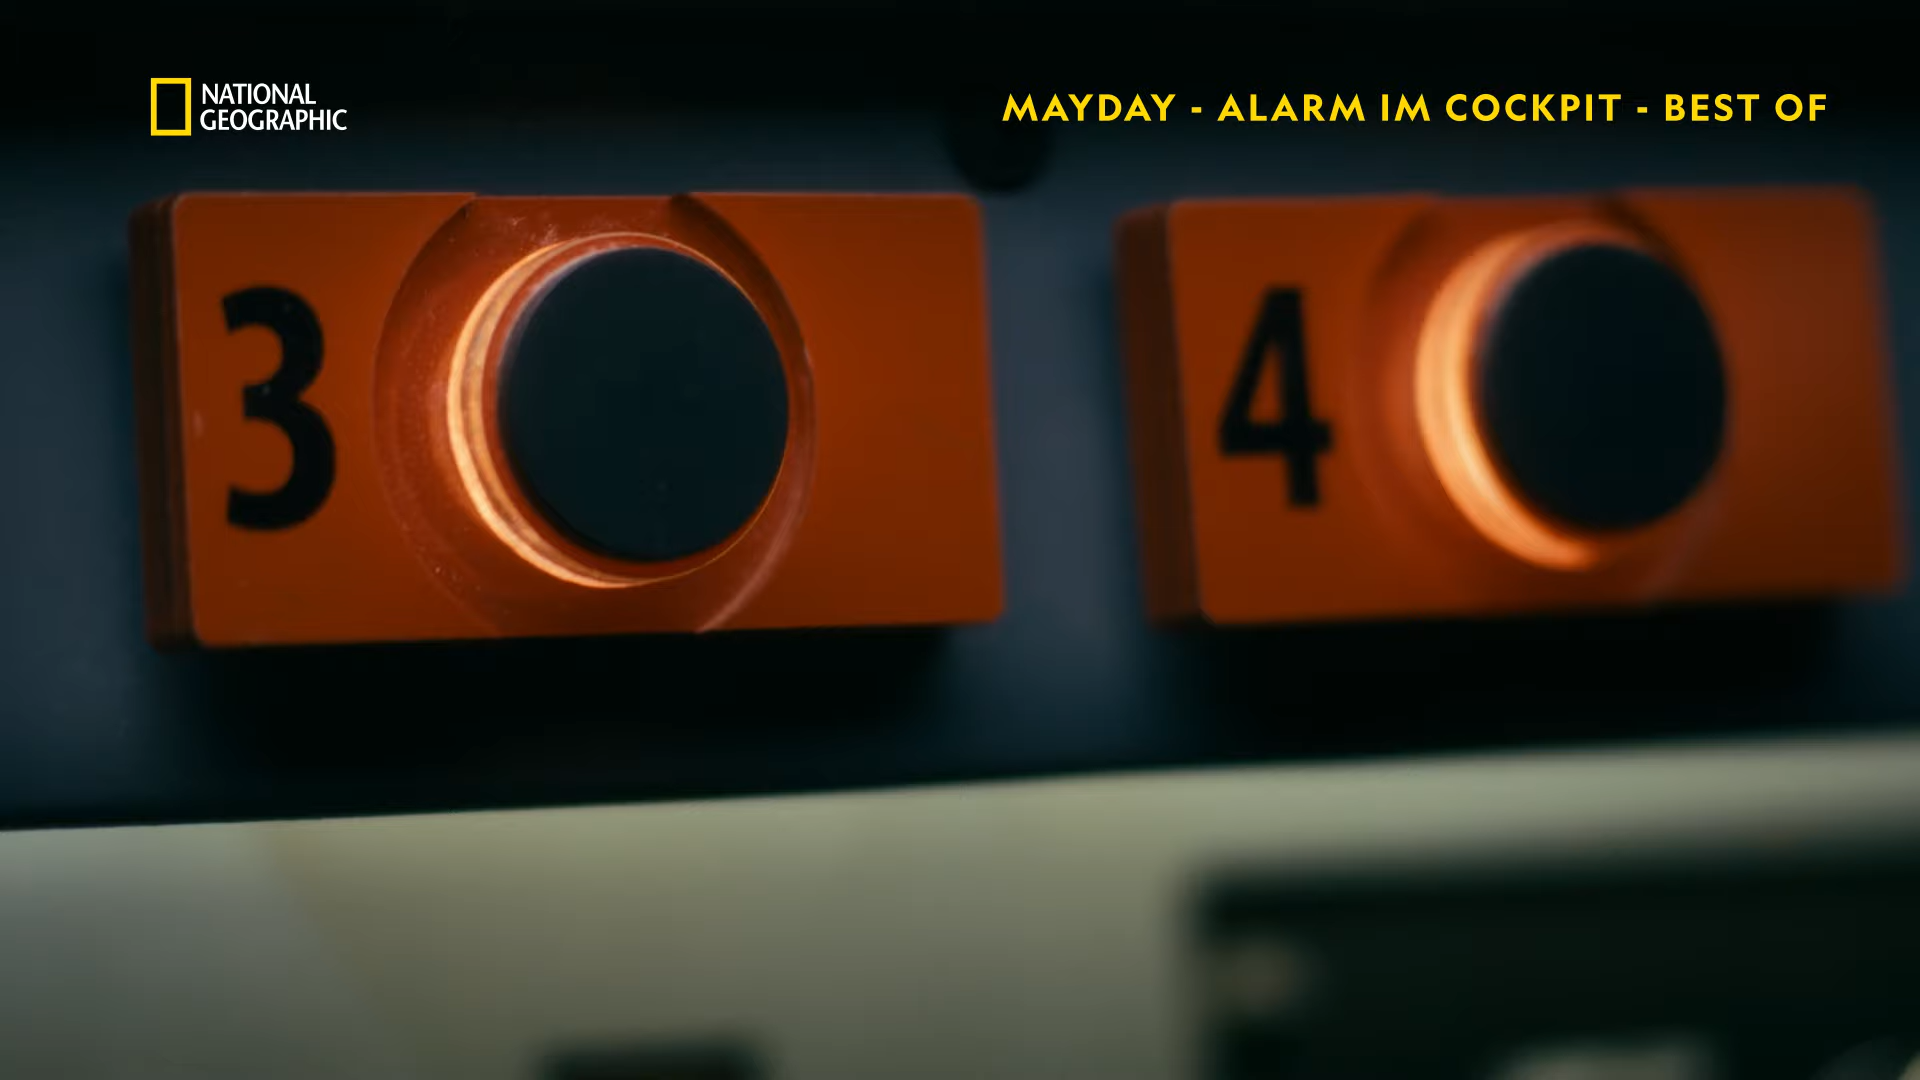 NATIONAL
GEOGRAPHIC
MAYDAY - ALARM IM COCKPIT - BEST OF
3
4